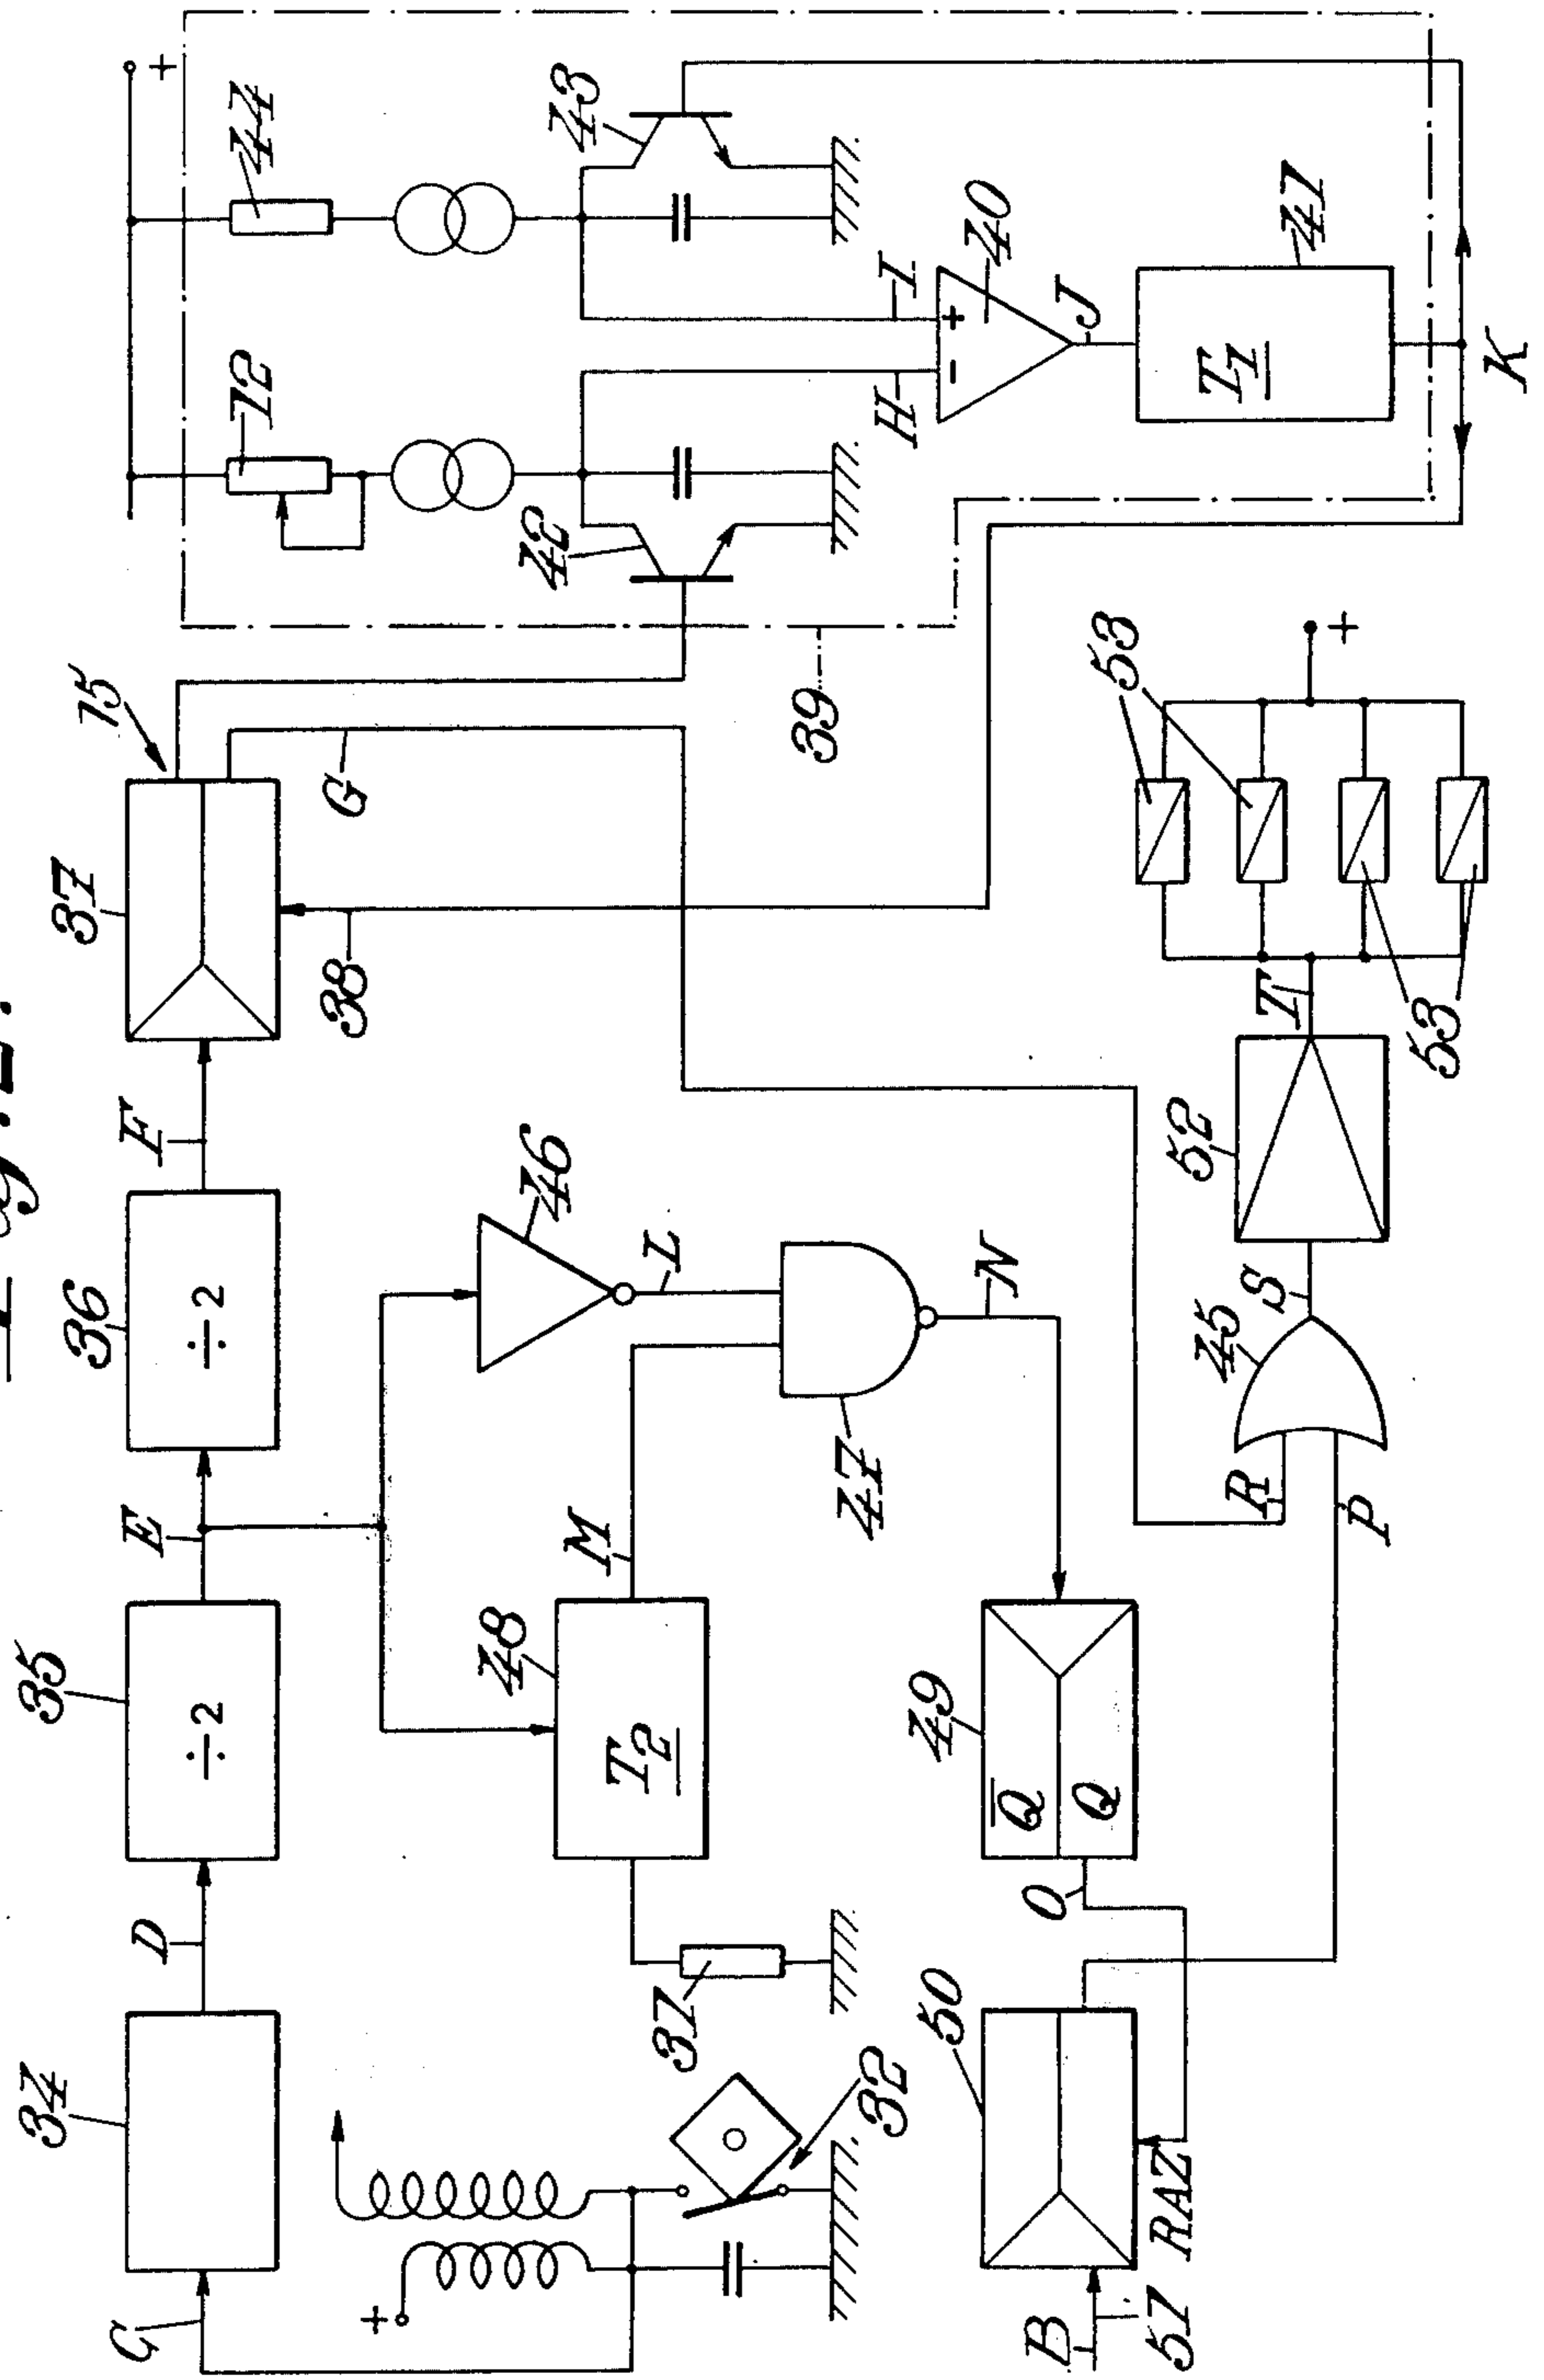 34
35
36
37
15
C
D
E
F
÷2
÷2
+
+
12
44
42
43
G
38
39
H
I
-
+
40
J
T1
41
K
46
L
48
T2
M
31
32
47
N
50
49
Q̅
Q
O
RAZ
B
51
R
P
45
S
52
T
53
53
+